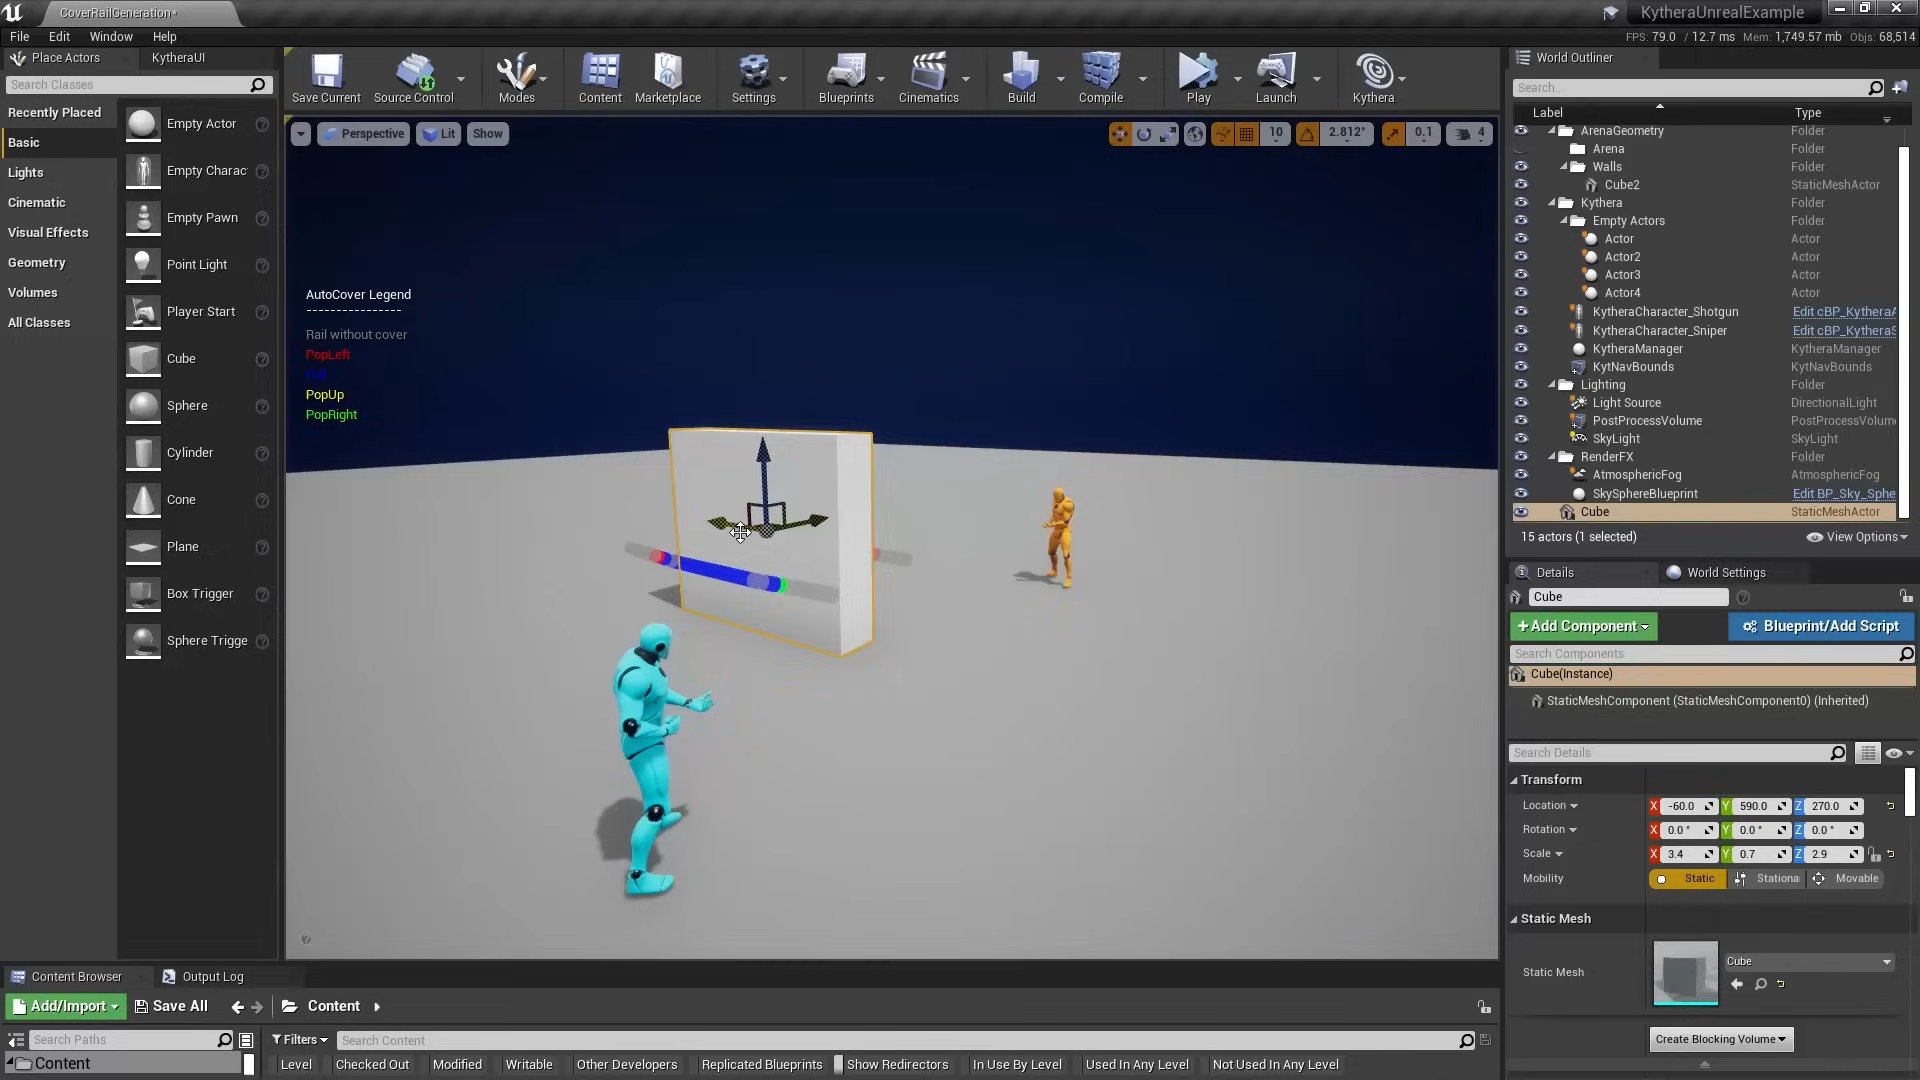 CoverRailGeneration*
KytheraUnrealExample
File Edit Window Help
FPS: 79.0 / 12.7 ms Mem: 1,749.57 mb Objs: 68,514
Place Actors
KytheraUI
Search Classes
Recently Placed
Basic
Lights
Cinematic
Visual Effects
Geometry
Volumes
All Classes
Empty Actor
Empty Charac
Empty Pawn
Point Light
Player Start
Cube
Sphere
Cylinder
Cone
Plane
Box Trigger
Sphere Trigge
Save Current
Source Control
Modes
Content
Marketplace
Settings
Blueprints
Cinematics
Build
Compile
Play
Launch
Kythera
Perspective
Lit
Show
10
2.812°
0.1
4
AutoCover Legend
----------------
Rail without cover
PopLeft
PopUp
PopRight
World Outliner
Search...
Label Type
ArenaGeometry Folder
Arena Folder
Walls Folder
Cube2 StaticMeshActor
Kythera Folder
Empty Actors Folder
Actor Actor
Actor2 Actor
Actor3 Actor
Actor4 Actor
KytheraCharacter_Shotgun Edit cBP_KytheraA
KytheraCharacter_Sniper Edit cBP_KytheraS
KytheraManager KytheraManager
KytNavBounds KytNavBounds
Lighting Folder
Light Source DirectionalLight
PostProcessVolume PostProcessVolum
SkyLight SkyLight
RenderFX Folder
AtmosphericFog AtmosphericFog
SkySphereBlueprint Edit BP_Sky_Sphe
Cube StaticMeshActor
15 actors (1 selected)
View Options
Details
World Settings
Cube
+Add Component
Blueprint/Add Script
Search Components
Cube(Instance)
StaticMeshComponent (StaticMeshComponent0) (Inherited)
Search Details
Transform
Location X -60.0 Y 590.0 Z 270.0
Rotation X 0.0 ° Y 0.0 ° Z 0.0 °
Scale X 3.4 Y 0.7 Z 2.9
Mobility Static Stationa Movable
Static Mesh
Static Mesh
Cube
Create Blocking Volume
Content Browser
Output Log
Add/Import
Save All
Content
Search Paths
Filters
Search Content
Content
Level
Checked Out
Modified
Writable
Other Developers
Replicated Blueprints
Show Redirectors
In Use By Level
Used In Any Level
Not Used In Any Level